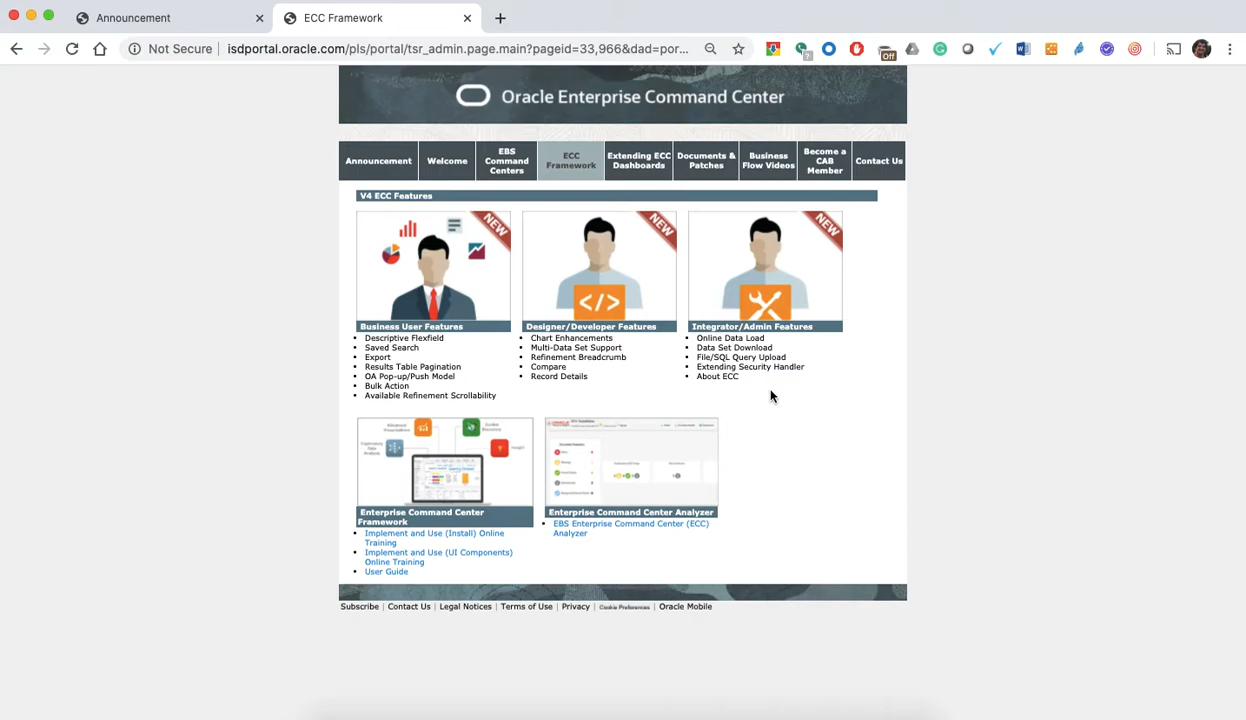 Announcement
ECC Framework
Not Secure
isdportal.oracle.com/pls/portal/tsr_admin.page.main?pageid=33,966&dad=por...
Off
Oracle Enterprise Command Center
Announcement
Welcome
EBS
Command
Centers
ECC
Framework
Extending ECC
Dashboards
Documents &
Patches
Business
Flow Videos
Become a
CAB
Member
Contact Us
V4 ECC Features
NEW
NEW
NEW
Business User Features
Descriptive Flexfield
Saved Search
Export
Results Table Pagination
OA Pop-up/Push Model
Bulk Action
Available Refinement Scrollability
Designer/Developer Features
Chart Enhancements
Multi-Data Set Support
Refinement Breadcrumb
Compare
Record Details
Integrator/Admin Features
Online Data Load
Data Set Download
File/SQL Query Upload
Extending Security Handler
About ECC
Enterprise Command Center
Framework
Implement and Use (Install) Online
Training
Implement and Use (UI Components)
Online Training
User Guide
Enterprise Command Center Analyzer
EBS Enterprise Command Center (ECC)
Analyzer
Subscribe | Contact Us | Legal Notices | Terms of Use | Privacy | Cookie Preferences | Oracle Mobile